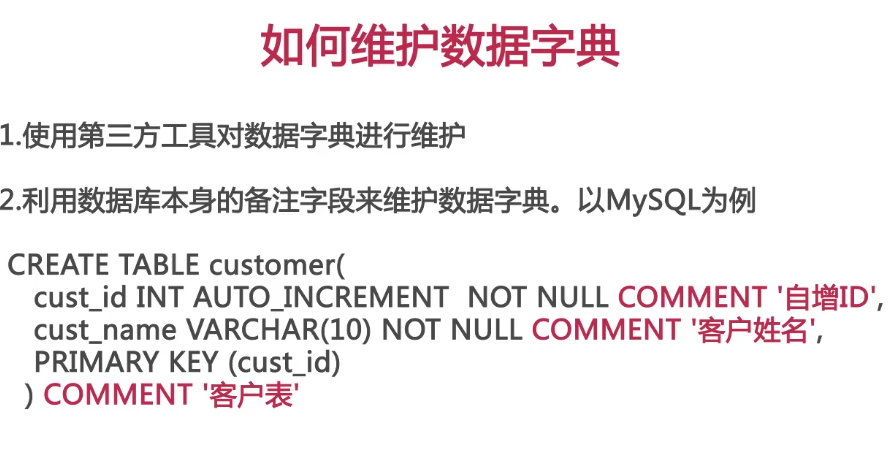 如何维护数据字典
1.使用第三方工具对数据字典进行维护
2.利用数据库本身的备注字段来维护数据字典。以MySQL为例
CREATE TABLE customer(
cust_id INT AUTO_INCREMENT  NOT NULL COMMENT '自增ID',
cust_name VARCHAR(10) NOT NULL COMMENT '客户姓名',
PRIMARY KEY (cust_id)
) COMMENT '客户表'